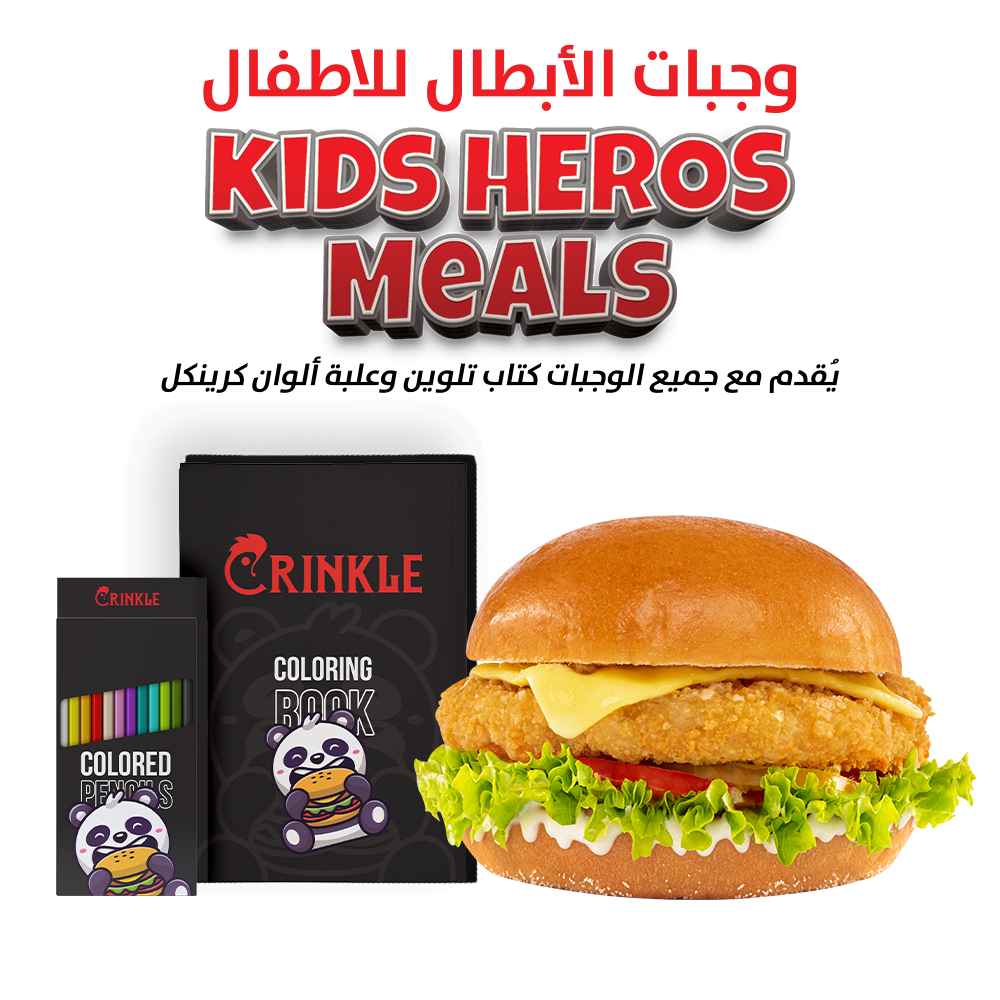 وجبات الأبطال للاطفال
KIDS HEROS
MeALS
يُقدم مع جميع الوجبات كتاب تلوين وعلبة ألوان كرينكل
CRINKLE
COLORING
BOOK
CRINKLE
COLORED
PENCILS